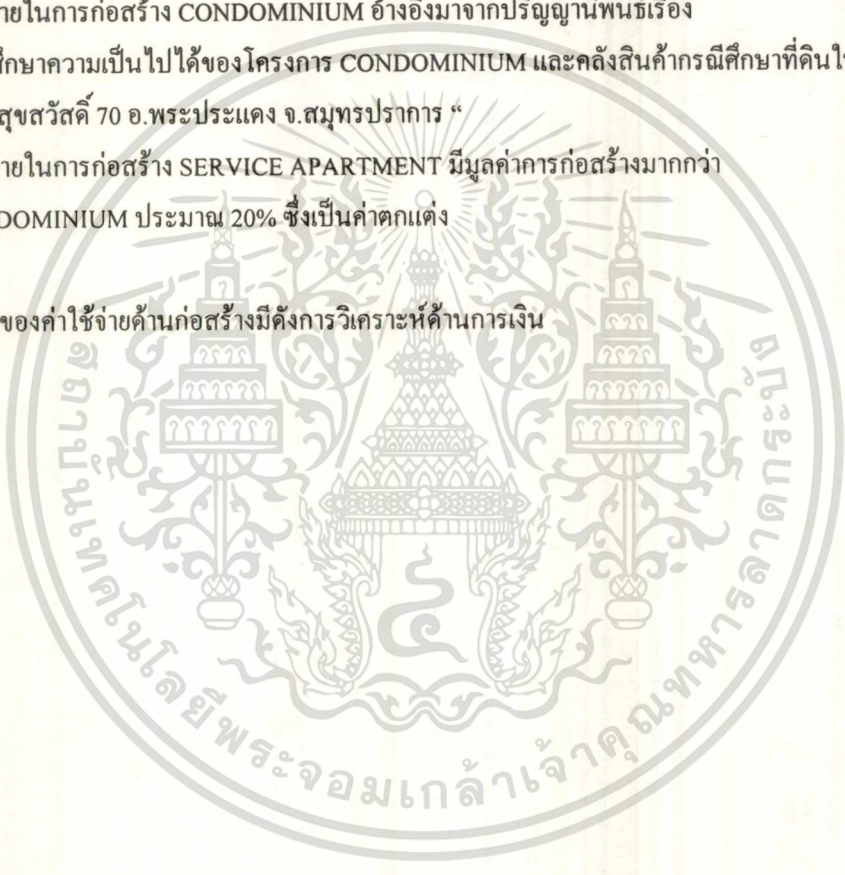 ายในการก่อสร้าง CONDOMINIUM อ้างอิงมาจากปริญญานิพนธ์เรื่อง
ศึกษาความเป็นไปได้ของโครงการ CONDOMINIUM และคลังสินค้ากรณีศึกษาที่ดินใ
สุขสวัสดิ์ 70 อ.พระประแดง จ.สมุทรปราการ “
ายในการก่อสร้าง SERVICE APARTMENT มีมูลค่าการก่อสร้างมากกว่า
DOMINIUM ประมาณ 20% ซึ่งเป็นค่าตกแต่ง
ของค่าใช้จ่ายด้านก่อสร้างมีดังการวิเคราะห์ด้านการเงิน
สถาบันเทคโนโลยีพระจอมเกล้าเจ้าคุณทหารลาดกระบัง